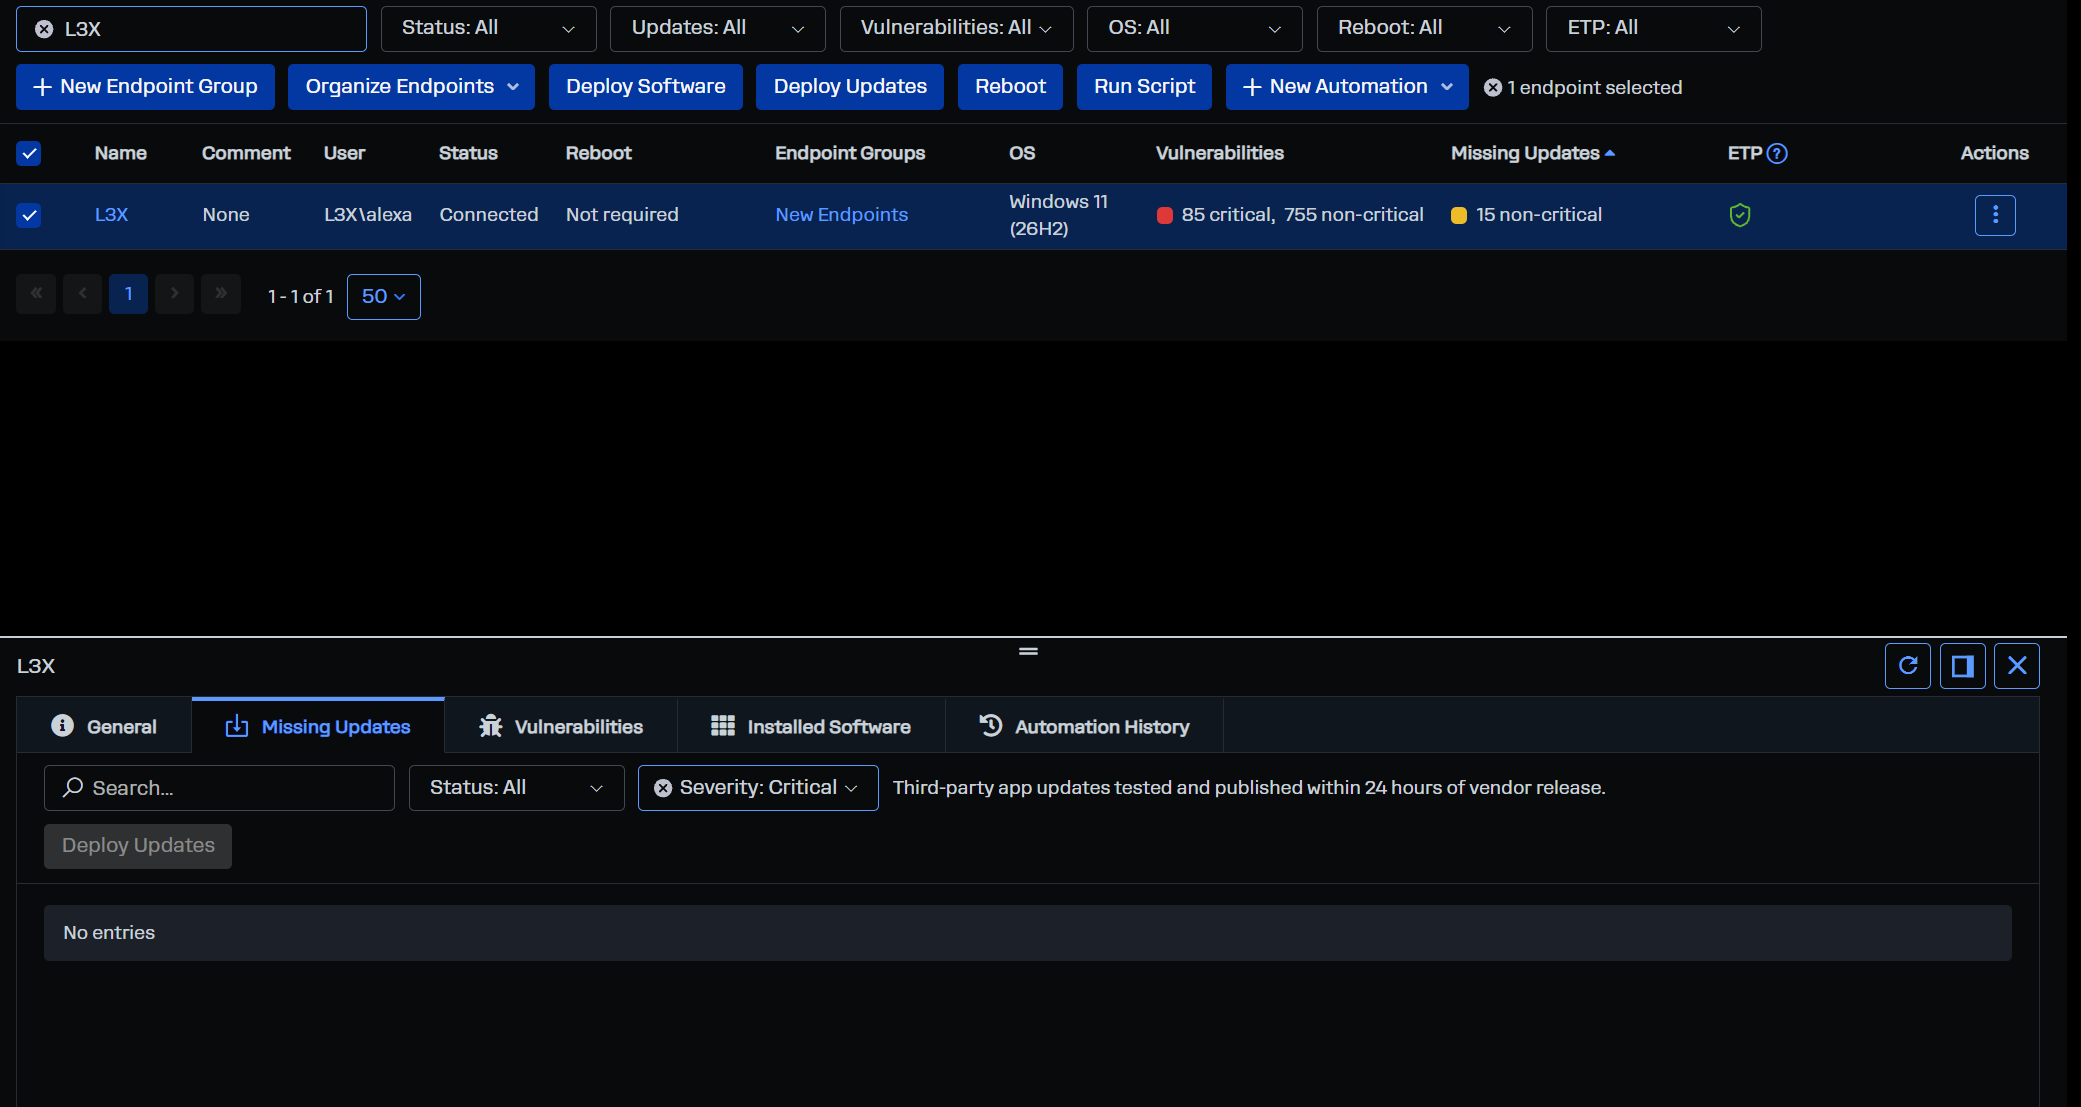 L3X
Status: All
Updates: All
Vulnerabilities: All
OS: All
Reboot: All
ETP: All
New Endpoint Group
Organize Endpoints
Deploy Software
Deploy Updates
Reboot
Run Script
New Automation
1 endpoint selected
Name Comment User Status Reboot Endpoint Groups OS Vulnerabilities Missing Updates ETP ? Actions
L3X None L3X\alexa Connected Not required New Endpoints Windows 11 (26H2) 85 critical, 755 non-critical 15 non-critical
« ‹ 1 › » 1 - 1 of 1 50
L3X
General
Missing Updates
Vulnerabilities
Installed Software
Automation History
Search...
Status: All
Severity: Critical
Third-party app updates tested and published within 24 hours of vendor release.
Deploy Updates
No entries